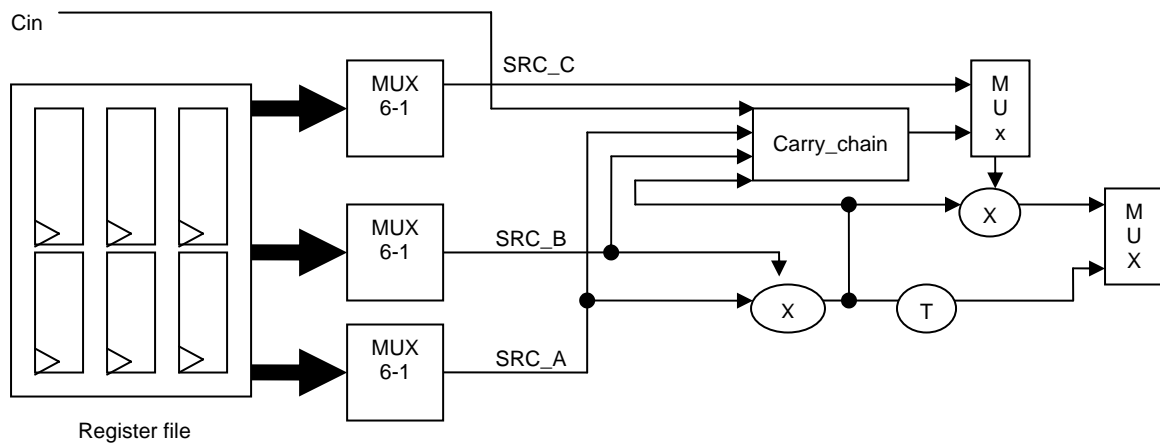 Cin
MUX
6-1
SRC_C
M
U
x
Carry_chain
X
M
U
X
MUX
6-1
SRC_B
X
T
MUX
6-1
SRC_A
Register file